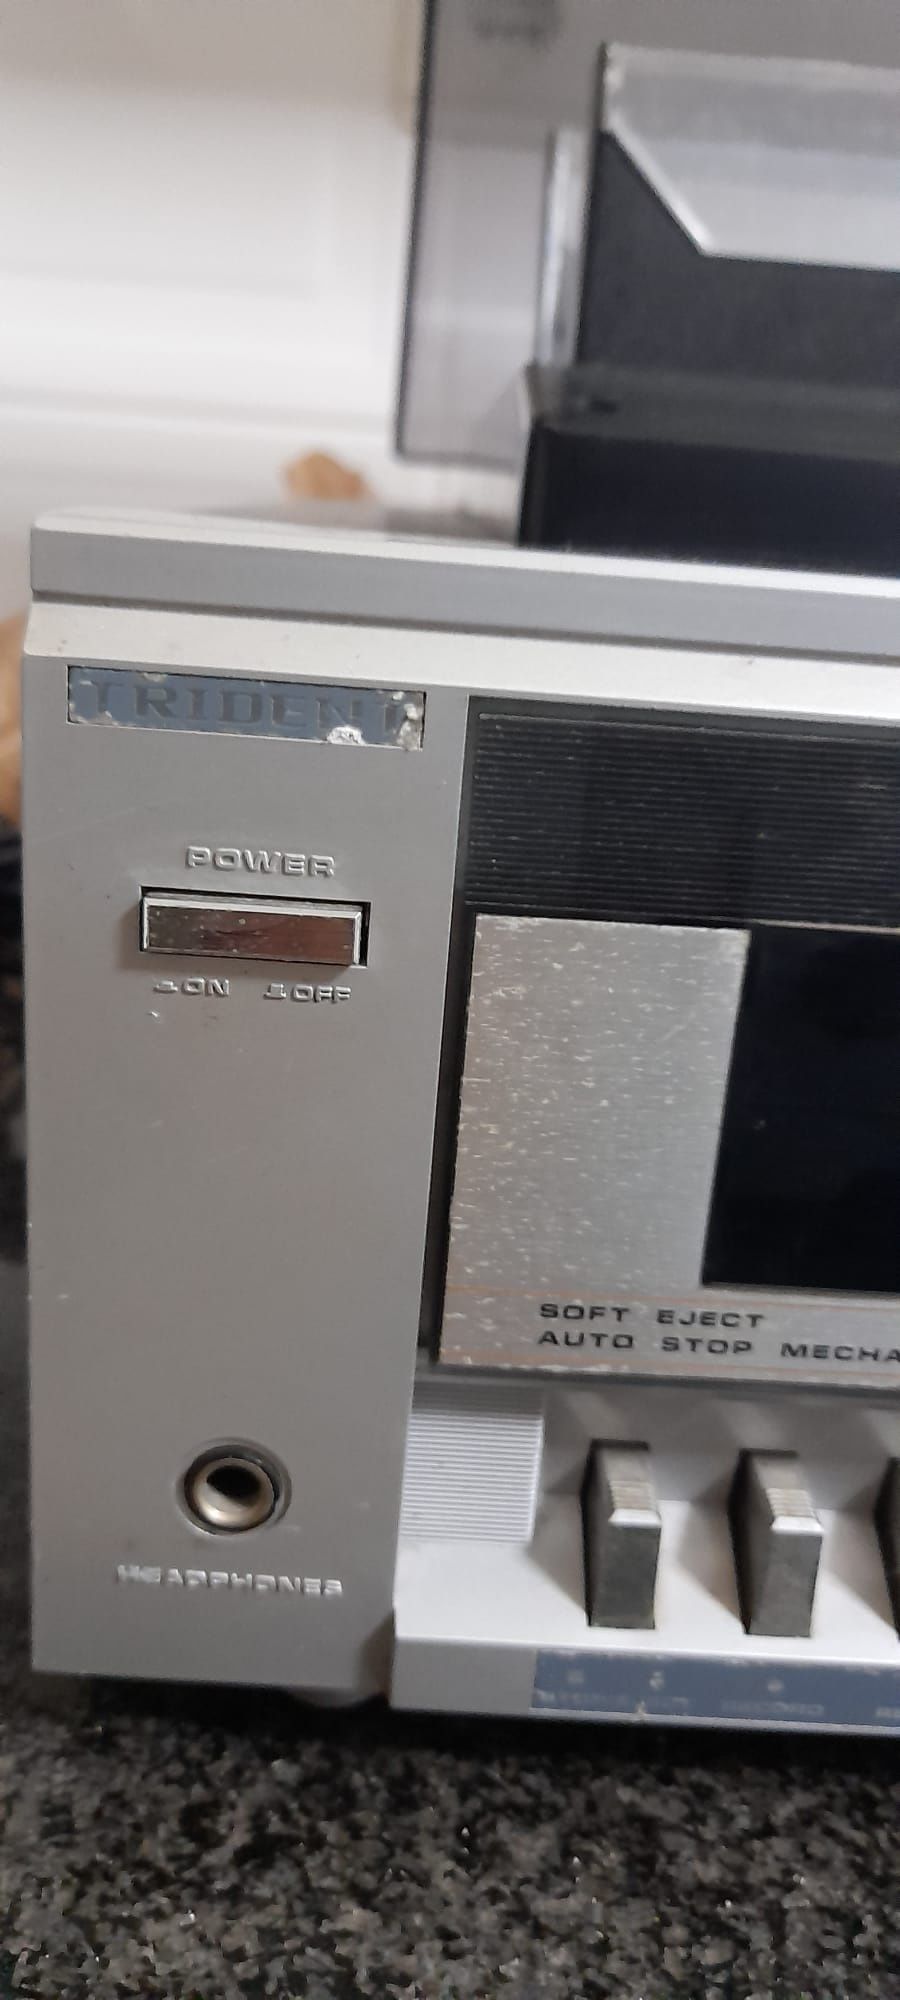 TRIDENT
POWER
ON OFF
SOFT EJECT
AUTO STOP MECHA
HEADPHONES